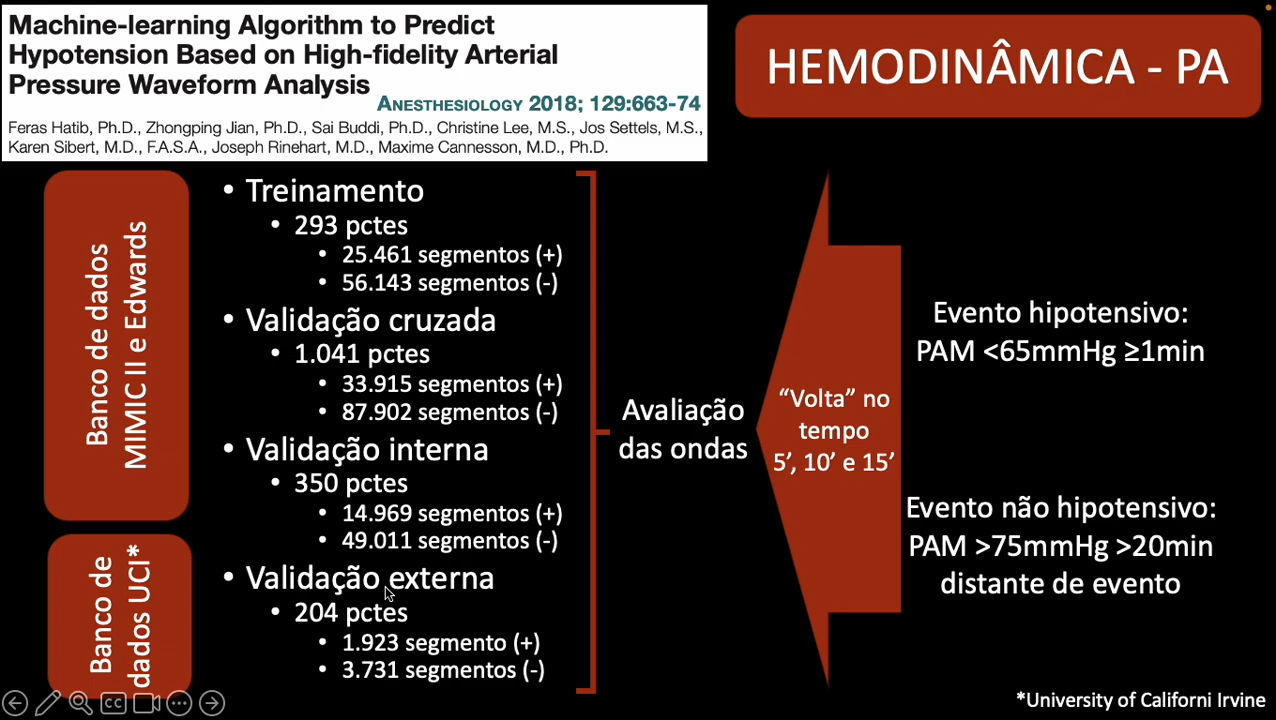 Machine-learning Algorithm to Predict
Hypotension Based on High-fidelity Arterial
Pressure Waveform Analysis
ANESTHESIOLOGY 2018; 129:663-74
Feras Hatib, Ph.D., Zhongping Jian, Ph.D., Sai Buddi, Ph.D., Christine Lee, M.S., Jos Settels, M.S.,
Karen Sibert, M.D., F.A.S.A., Joseph Rinehart, M.D., Maxime Cannesson, M.D., Ph.D.
HEMODINÂMICA - PA
Banco de dados
MIMIC II e Edwards
• Treinamento
• 293 pctes
• 25.461 segmentos (+)
• 56.143 segmentos (-)
• Validação cruzada
• 1.041 pctes
• 33.915 segmentos (+)
• 87.902 segmentos (-)
• Validação interna
• 350 pctes
• 14.969 segmentos (+)
• 49.011 segmentos (-)
Banco de
dados UCI*
• Validação externa
• 204 pctes
• 1.923 segmento (+)
• 3.731 segmentos (-)
Avaliação
das ondas
“Volta” no
tempo
5’, 10’ e 15’
Evento hipotensivo:
PAM <65mmHg ≥1min
Evento não hipotensivo:
PAM >75mmHg >20min
distante de evento
CC
*University of Californi Irvine